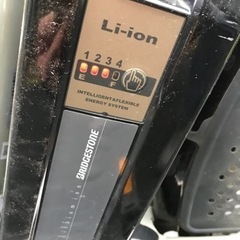 Li-ion
1 2 3 4
E F
INTELLIGENT&FLEXIBLE
ENERGY SYSTEM
BRIDGESTONE